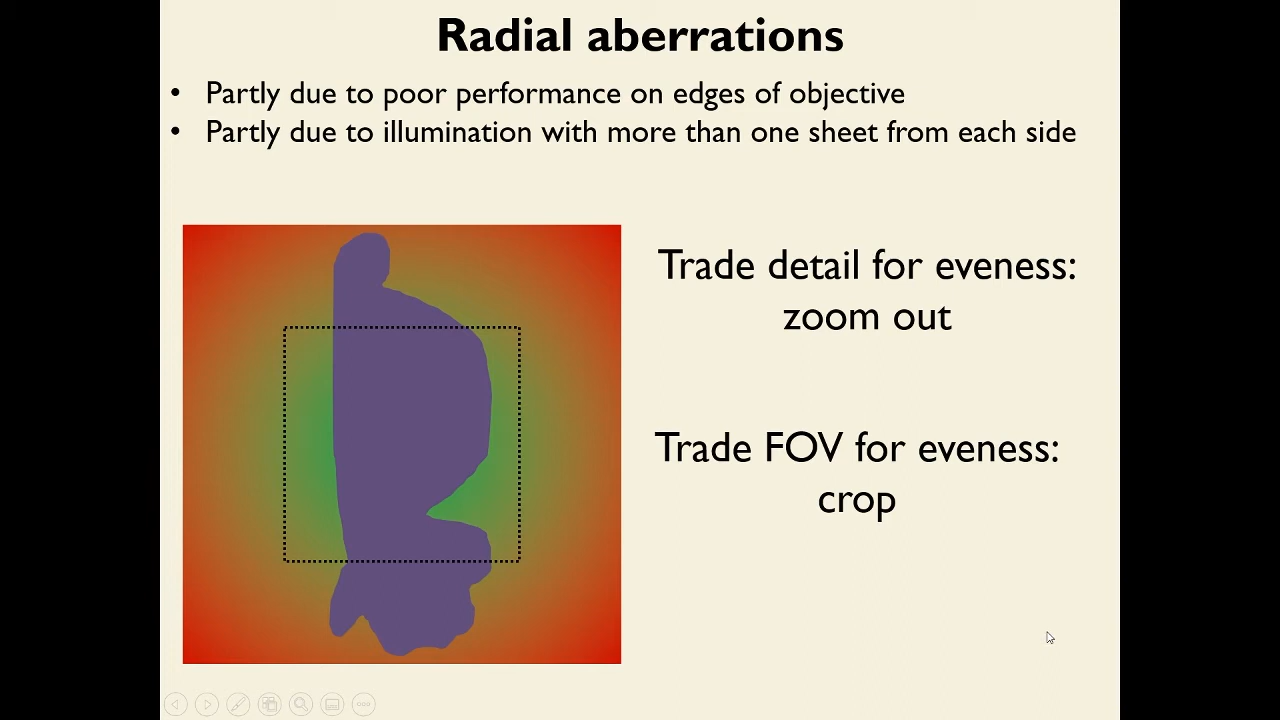 Radial aberrations
• Partly due to poor performance on edges of objective
• Partly due to illumination with more than one sheet from each side
Trade detail for eveness:
zoom out
Trade FOV for eveness:
crop